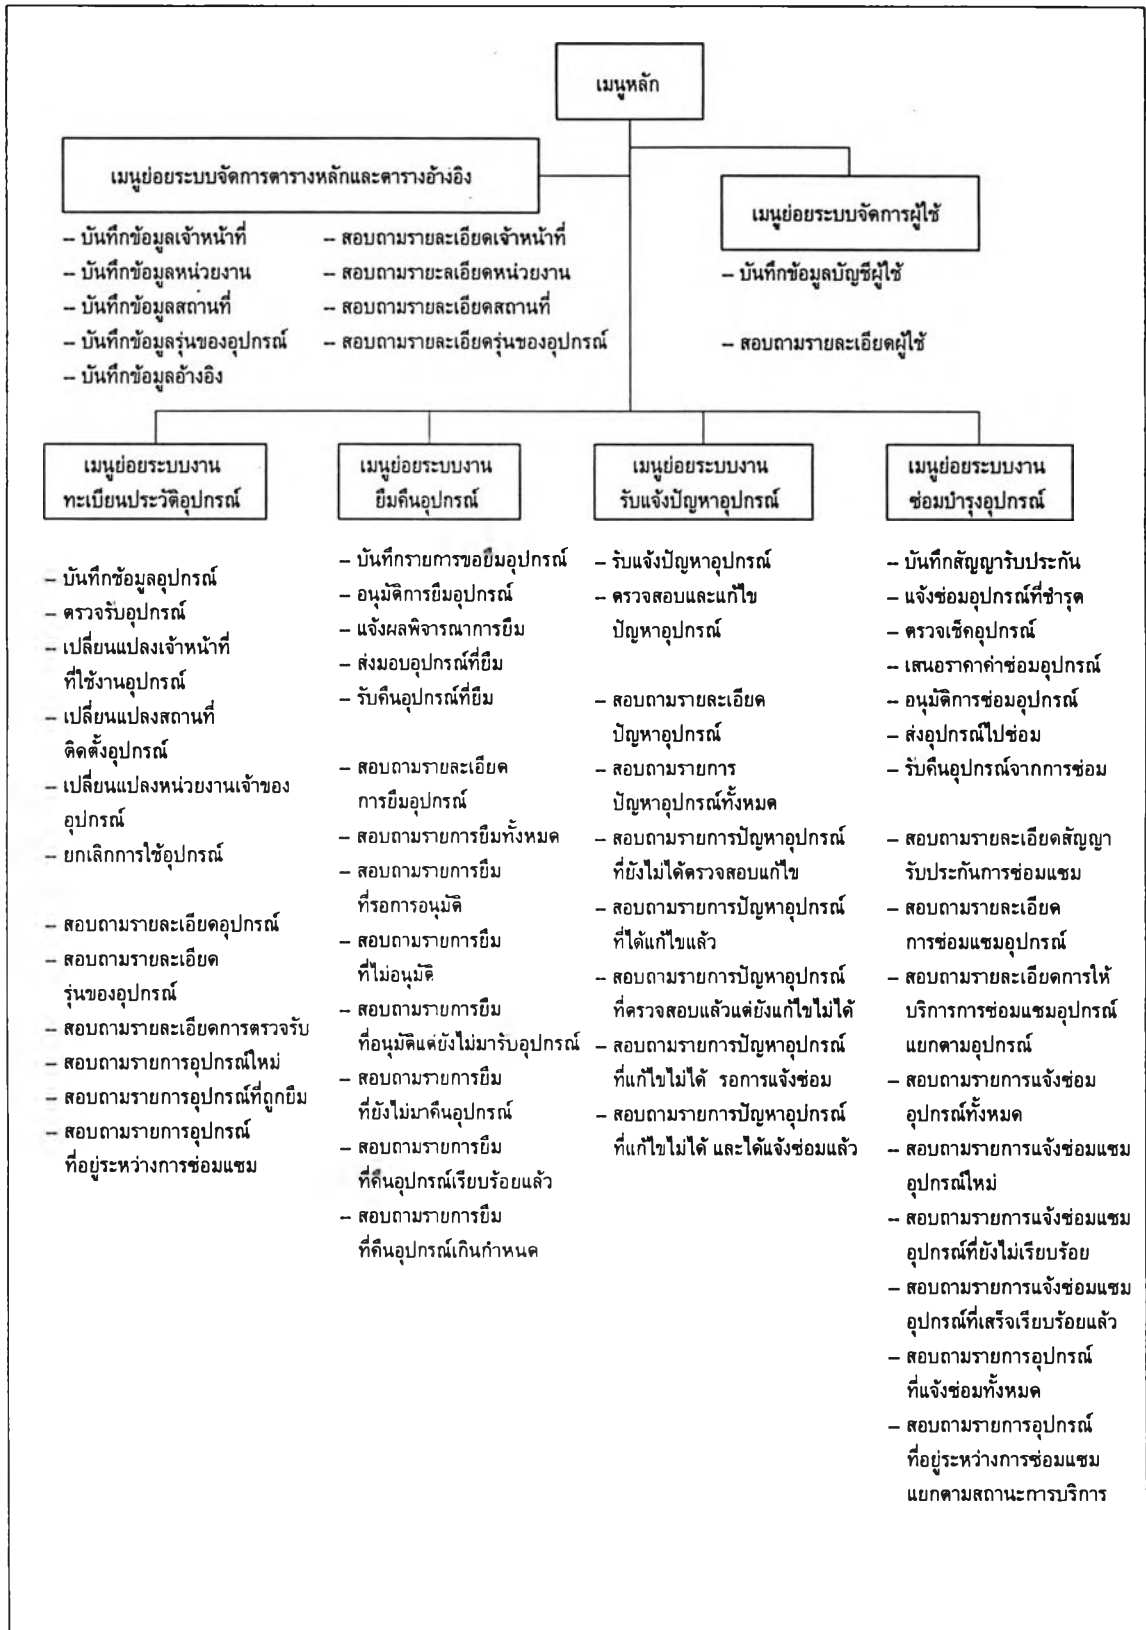 เมนูหลัก
เมนูย่อยระบบจัดการตารางหลักและตารางอ้างอิง
– บันทึกข้อมูลเจ้าหน้าที่
– บันทึกข้อมูลหน่วยงาน
– บันทึกข้อมูลสถานที่
– บันทึกข้อมูลรุ่นของอุปกรณ์
– บันทึกข้อมูลอ้างอิง
– สอบถามรายละเอียดเจ้าหน้าที่
– สอบถามรายะลเอียดหน่วยงาน
– สอบถามรายละเอียดสถานที่
– สอบถามรายละเอียดรุ่นของอุปกรณ์
เมนูย่อยระบบจัดการผู้ใช้
– บันทึกข้อมูลบัญชีผู้ใช้
– สอบถามรายละเอียดผู้ใช้
เมนูย่อยระบบงาน
ทะเบียนประวัติอุปกรณ์
– บันทึกข้อมูลอุปกรณ์
– ตรวจรับอุปกรณ์
– เปลี่ยนแปลงเจ้าหน้าที่
ที่ใช้งานอุปกรณ์
– เปลี่ยนแปลงสถานที่
ติดตั้งอุปกรณ์
– เปลี่ยนแปลงหน่วยงานเจ้าของ
อุปกรณ์
– ยกเลิกการใช้อุปกรณ์
– สอบถามรายละเอียดอุปกรณ์
– สอบถามรายละเอียด
รุ่นของอุปกรณ์
– สอบถามรายละเอียดการตรวจรับ
– สอบถามรายการอุปกรณ์ใหม่
– สอบถามรายการอุปกรณ์ที่ถูกยืม
– สอบถามรายการอุปกรณ์
ที่อยู่ระหว่างการซ่อมแซม
เมนูย่อยระบบงาน
ยืมคืนอุปกรณ์
– บันทึกรายการขอยืมอุปกรณ์
– อนุมัติการยืมอุปกรณ์
– แจ้งผลพิจารณาการยืม
– ส่งมอบอุปกรณ์ที่ยืม
– รับคืนอุปกรณ์ที่ยืม
– สอบถามรายละเอียด
การยืมอุปกรณ์
– สอบถามรายการยืมทั้งหมด
– สอบถามรายการยืม
ที่รอการอนุมัติ
– สอบถามรายการยืม
ที่ไม่อนุมัติ
– สอบถามรายการยืม
ที่อนุมัติแต่ยังไม่มารับอุปกรณ์
– สอบถามรายการยืม
ที่ยังไม่มาคืนอุปกรณ์
– สอบถามรายการยืม
ที่คืนอุปกรณ์เรียบร้อยแล้ว
– สอบถามรายการยืม
ที่คืนอุปกรณ์เกินกำหนด
เมนูย่อยระบบงาน
รับแจ้งปัญหาอุปกรณ์
– รับแจ้งปัญหาอุปกรณ์
– ตรวจสอบและแก้ไข
ปัญหาอุปกรณ์
– สอบถามรายละเอียด
ปัญหาอุปกรณ์
– สอบถามรายการ
ปัญหาอุปกรณ์ทั้งหมด
– สอบถามรายการปัญหาอุปกรณ์
ที่ยังไม่ได้ตรวจสอบแก้ไข
– สอบถามรายการปัญหาอุปกรณ์
ที่ได้แก้ไขแล้ว
– สอบถามรายการปัญหาอุปกรณ์
ที่ตรวจสอบแล้วแต่ยังแก้ไขไม่ได้
– สอบถามรายการปัญหาอุปกรณ์
ที่แก้ไขไม่ได้ รอการแจ้งซ่อม
– สอบถามรายการปัญหาอุปกรณ์
ที่แก้ไขไม่ได้ และได้แจ้งซ่อมแล้ว
เมนูย่อยระบบงาน
ซ่อมบำรุงอุปกรณ์
– บันทึกสัญญารับประกัน
– แจ้งซ่อมอุปกรณ์ที่ชำรุด
– ตรวจเช็คอุปกรณ์
– เสนอราคาค่าซ่อมอุปกรณ์
– อนุมัติการซ่อมอุปกรณ์
– ส่งอุปกรณ์ไปซ่อม
– รับคืนอุปกรณ์จากการซ่อม
– สอบถามรายละเอียดสัญญา
รับประกันการซ่อมแซม
– สอบถามรายละเอียด
การซ่อมแซมอุปกรณ์
– สอบถามรายละเอียดการให้
บริการการซ่อมแซมอุปกรณ์
แยกตามอุปกรณ์
– สอบถามรายการแจ้งซ่อม
อุปกรณ์ทั้งหมด
– สอบถามรายการแจ้งซ่อมแซม
อุปกรณ์ใหม่
– สอบถามรายการแจ้งซ่อมแซม
อุปกรณ์ที่ยังไม่เรียบร้อย
– สอบถามรายการแจ้งซ่อมแซม
อุปกรณ์ที่เสร็จเรียบร้อยแล้ว
– สอบถามรายการอุปกรณ์
ที่แจ้งซ่อมทั้งหมด
– สอบถามรายการอุปกรณ์
ที่อยู่ระหว่างการซ่อมแซม
แยกตามสถานะการบริการ